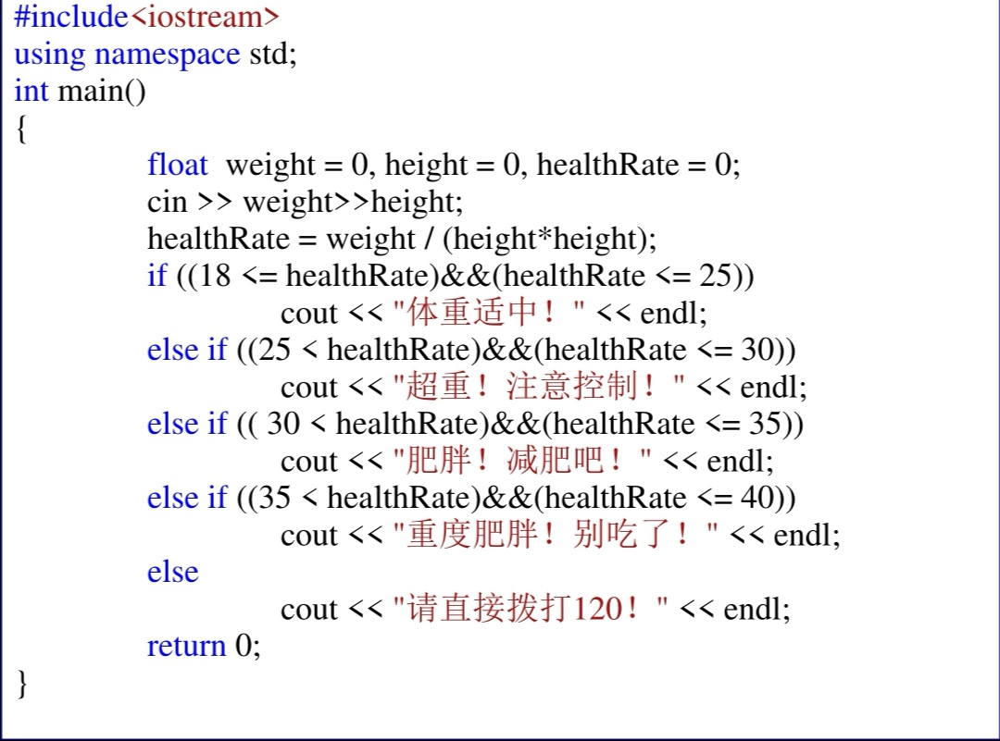 #include<iostream>
using namespace std;
int main()
{
float  weight = 0, height = 0, healthRate = 0;
cin >> weight>>height;
healthRate = weight / (height*height);
if ((18 <= healthRate)&&(healthRate <= 25))
cout << "体重适中！" << endl;
else if ((25 < healthRate)&&(healthRate <= 30))
cout << "超重！注意控制！" << endl;
else if (( 30 < healthRate)&&(healthRate <= 35))
cout << "肥胖！减肥吧！" << endl;
else if ((35 < healthRate)&&(healthRate <= 40))
cout << "重度肥胖！别吃了！" << endl;
else
cout << "请直接拨打120！" << endl;
return 0;
}